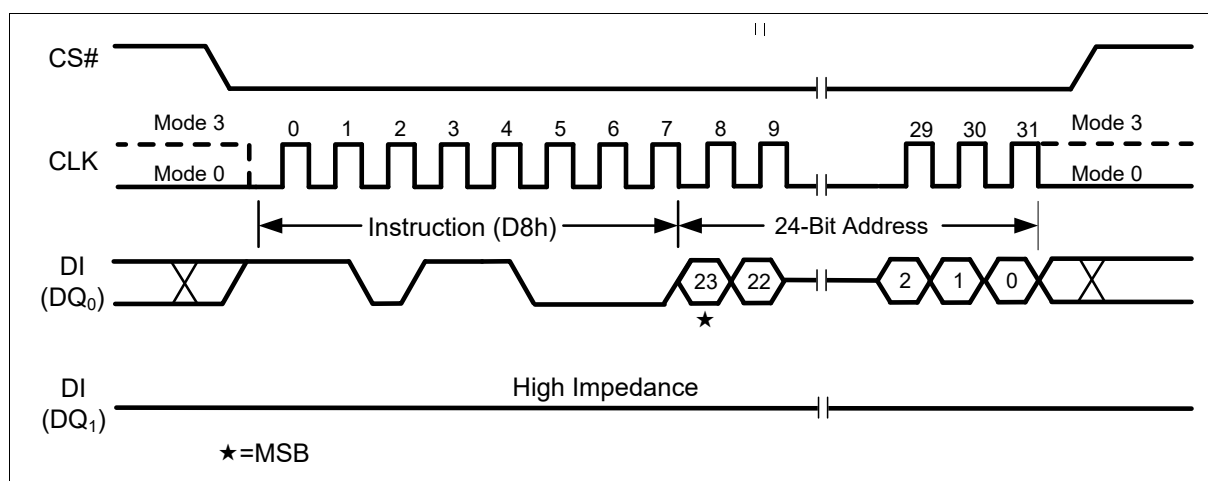 CS#
Mode 3 0 1 2 3 4 5 6 7 8 9 29 30 31 Mode 3
CLK
Mode 0 Mode 0
Instruction (D8h) 24-Bit Address
DI
(DQ₀)
23 22 2 1 0
★
High Impedance
DI
(DQ₁)
★=MSB